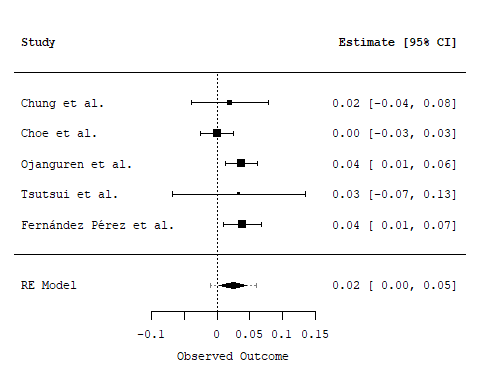 Study Estimate [95% CI]
Chung et al. 0.02 [-0.04, 0.08]
Choe et al. 0.00 [-0.03, 0.03]
Ojanguren et al. 0.04 [ 0.01, 0.06]
Tsutsui et al. 0.03 [-0.07, 0.13]
Fernández Pérez et al. 0.04 [ 0.01, 0.07]
RE Model 0.02 [ 0.00, 0.05]
-0.1 0 0.05 0.1 0.15
Observed Outcome